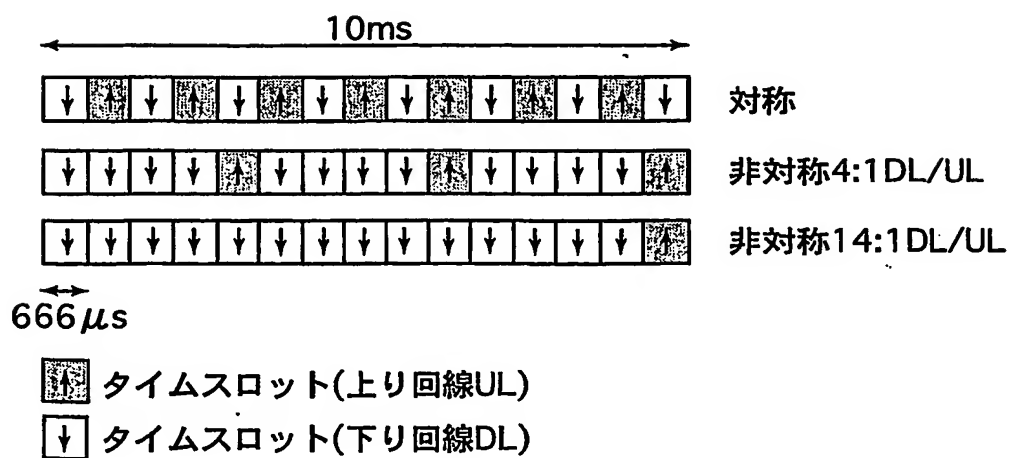 10ms
対称
非対称4:1DL/UL
非対称14:1DL/UL
666μs
タイムスロット(上り回線UL)
タイムスロット(下り回線DL)